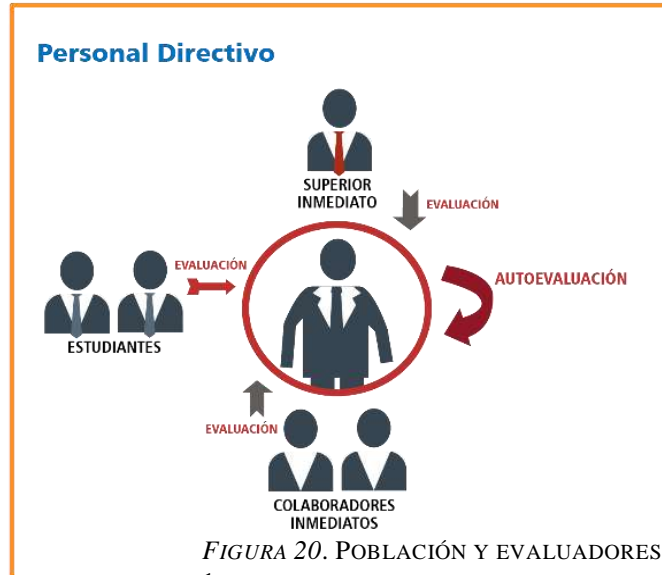 Personal Directivo
SUPERIOR
INMEDIATO
EVALUACIÓN
EVALUACIÓN
AUTOEVALUACIÓN
ESTUDIANTES
EVALUACIÓN
COLABORADORES
INMEDIATOS
FIGURA 20. POBLACIÓN Y EVALUADORES